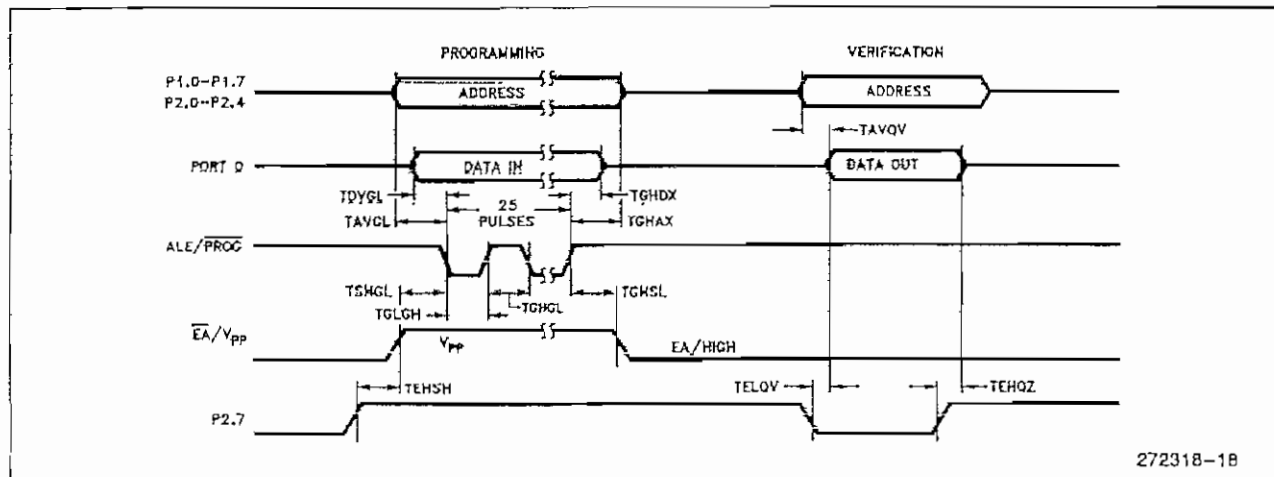 PROGRAMMING VERIFICATION
P1.0-P1.7
P2.0-P2.4
ADDRESS ADDRESS
TAVQV
PORT 0 DATA IN DATA OUT
TDVGL 25 TGHDX
TAVGL PULSES TGHAX
ALE/PROG
TSHGL TGHGL TGHSL
TGLGH
EA/VPP VPP EA/HIGH
TEHSH TELQV TEHQZ
P2.7
272318-18